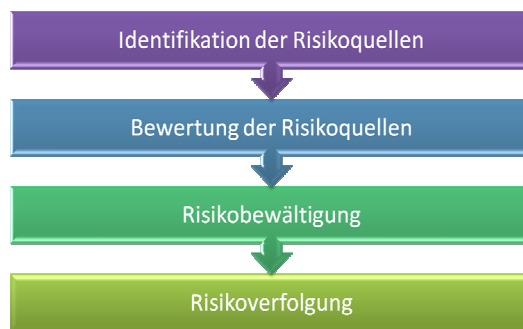 Identifikation der Risikoquellen
Bewertung der Risikoquellen
Risikobewältigung
Risikoverfolgung